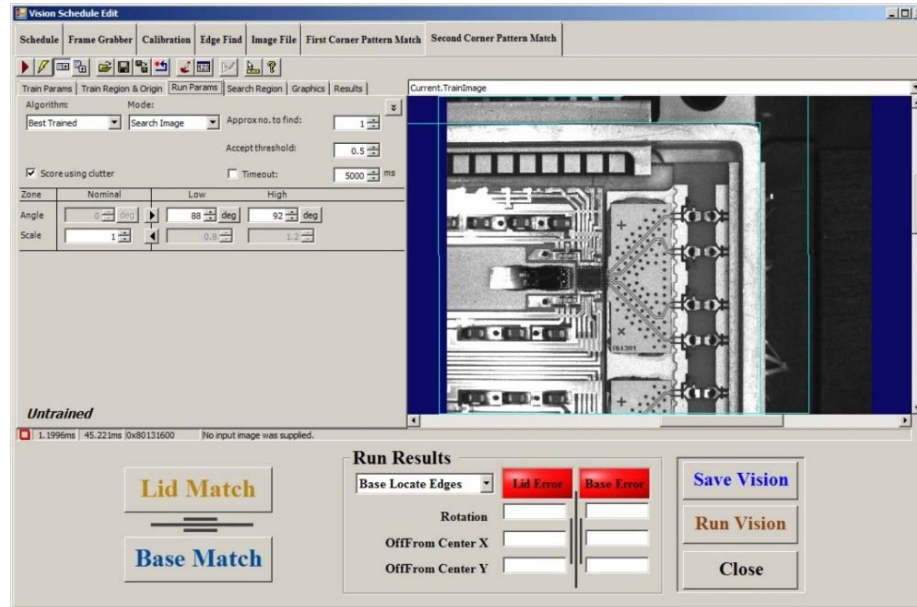 Vision Schedule Edit
Schedule Frame Grabber Calibration Edge Find Image File First Corner Pattern Match Second Corner Pattern Match
Train Params Train Region & Origin Run Params Search Region Graphics Results
Current.TrainImage
Algorithm: Mode:
Best Trained Search Image Approx no. to find: 1
Accept threshold: 0.5
Score using clutter Timeout: 5000 ms
Zone Nominal Low High
Angle 0 deg 88 deg 92 deg
Scale 1 0.8 1.2
Untrained
1.1996ms 45.221ms 0x80131600 No input image was supplied.
Lid Match
Base Match
Run Results
Base Locate Edges Lid Error Base Error
Rotation
OffFrom Center X
OffFrom Center Y
Save Vision
Run Vision
Close